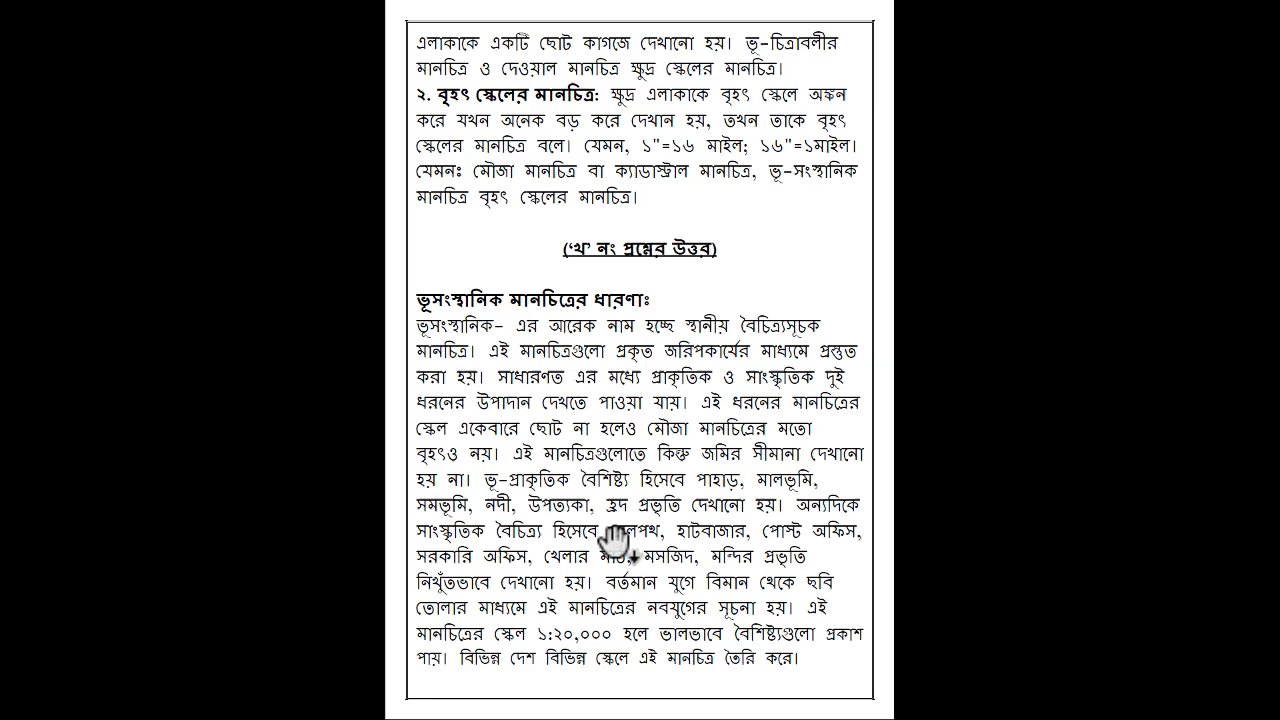 এলাকাকে একটি ছোট কাগজে দেখানো হয়। ভূ-চিত্রাবলীর
মানচিত্র ও দেওয়াল মানচিত্র ক্ষুদ্র স্কেলের মানচিত্র।
২. বৃহৎ স্কেলের মানচিত্র: ক্ষুদ্র এলাকাকে বৃহৎ স্কেলে অঙ্কন
করে যখন অনেক বড় করে দেখান হয়, তখন তাকে বৃহৎ
স্কেলের মানচিত্র বলে। যেমন, ১"=১৬ মাইল; ১৬"=১মাইল।
যেমনঃ মৌজা মানচিত্র বা ক্যাডাস্ট্রাল মানচিত্র, ভূ-সংস্থানিক
মানচিত্র বৃহৎ স্কেলের মানচিত্র।
('খ' নং প্রশ্নের উত্তর)
ভূসংস্থানিক মানচিত্রের ধারণাঃ
ভূসংস্থানিক- এর আরেক নাম হচ্ছে স্থানীয় বৈচিত্র্যসূচক
মানচিত্র। এই মানচিত্রগুলো প্রকৃত জরিপকার্যের মাধ্যমে প্রস্তুত
করা হয়। সাধারণত এর মধ্যে প্রাকৃতিক ও সাংস্কৃতিক দুই
ধরনের উপাদান দেখতে পাওয়া যায়। এই ধরনের মানচিত্রের
স্কেল একেবারে ছোট না হলেও মৌজা মানচিত্রের মতো
বৃহৎও নয়। এই মানচিত্রগুলোতে কিন্তু জমির সীমানা দেখানো
হয় না। ভূ-প্রাকৃতিক বৈশিষ্ট্য হিসেবে পাহাড়, মালভূমি,
সমভূমি, নদী, উপত্যকা, হ্রদ প্রভৃতি দেখানো হয়। অন্যদিকে
সাংস্কৃতিক বৈচিত্র্য হিসেবে হাটবাজার, পোস্ট অফিস,
সরকারি অফিস, খেলার মাঠ, মসজিদ, মন্দির প্রভৃতি
নিখুঁতভাবে দেখানো হয়। বর্তমান যুগে বিমান থেকে ছবি
তোলার মাধ্যমে এই মানচিত্রের নবযুগের সূচনা হয়। এই
মানচিত্রের স্কেল ১:২০,০০০ হলে ভালভাবে বৈশিষ্ট্যগুলো প্রকাশ
পায়। বিভিন্ন দেশ বিভিন্ন স্কেলে এই মানচিত্র তৈরি করে।